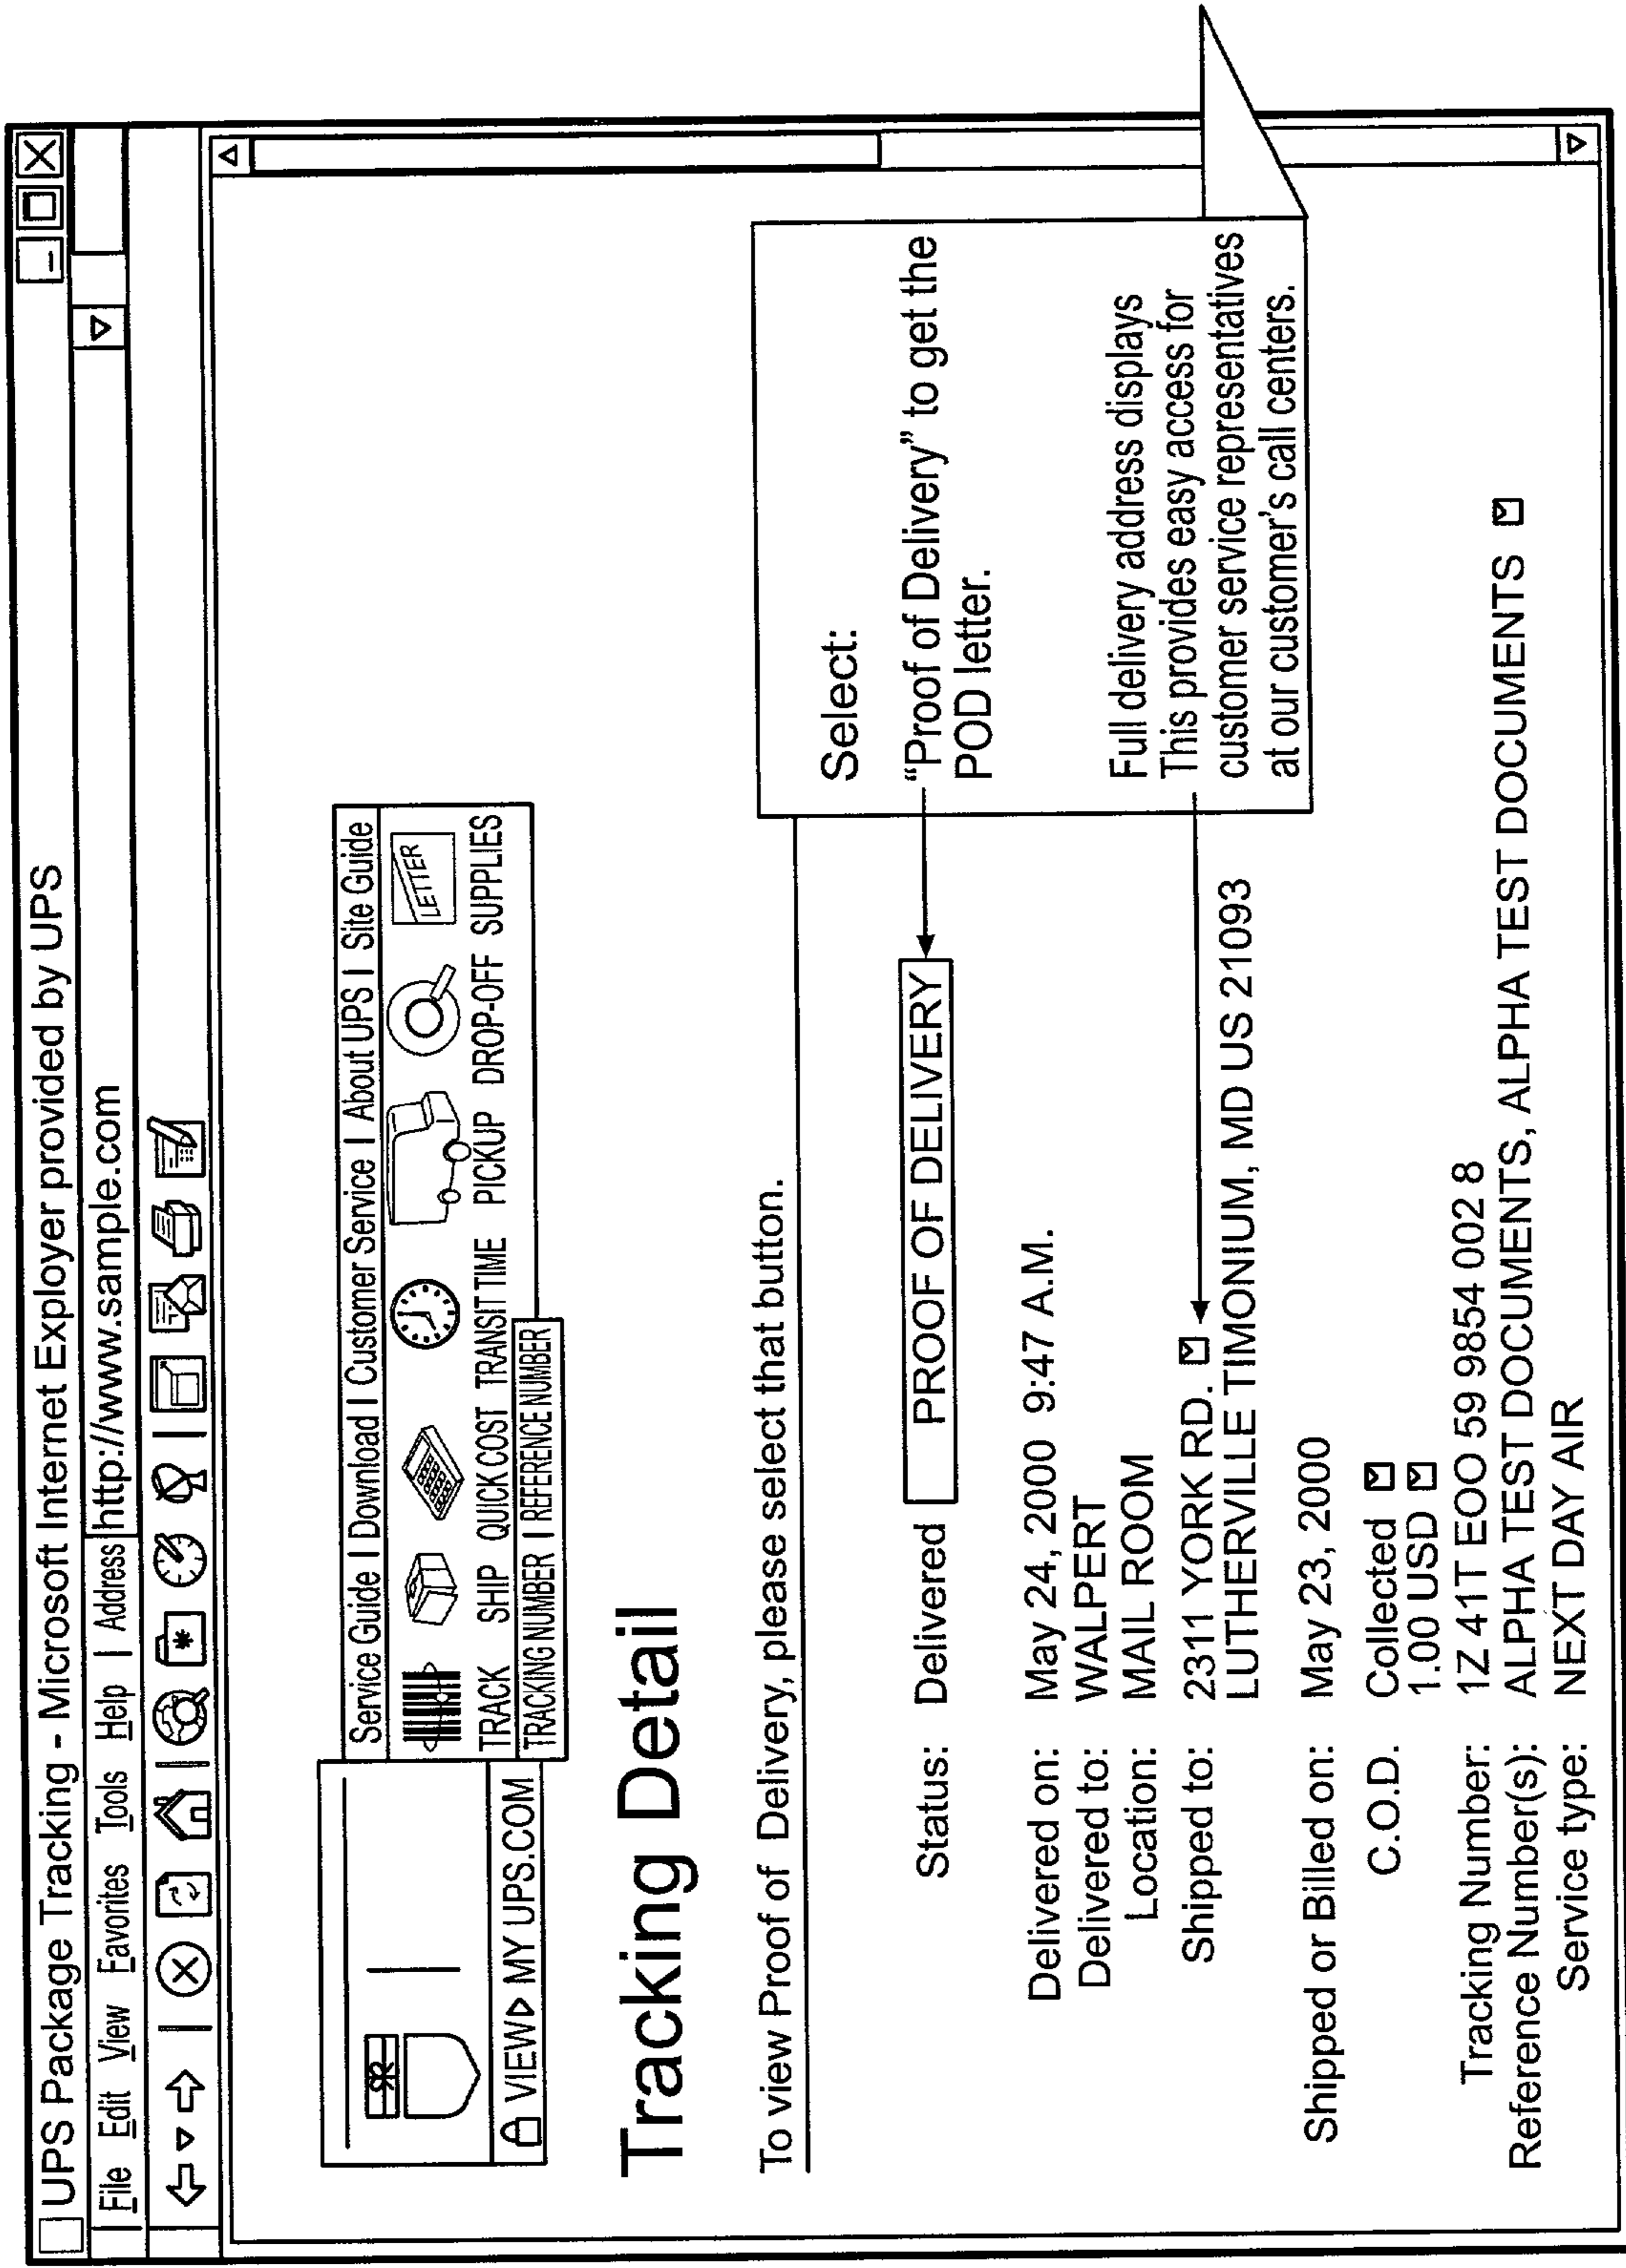 UPS Package Tracking - Microsoft Internet Exployer provided by UPS
File Edit View Favorites Tools Help | Address http://www.sample.com
Service Guide | Download | Customer Service | About UPS | Site Guide
LETTER
TRACK SHIP QUICK COST TRANSIT TIME PICKUP DROP-OFF SUPPLIES
TRACKING NUMBER | REFERENCE NUMBER
VIEW MY UPS.COM
Tracking Detail
To view Proof of Delivery, please select that button.
Select:
"Proof of Delivery" to get the
POD letter.
Full delivery address displays
This provides easy access for
customer service representatives
at our customer's call centers.
Status: Delivered PROOF OF DELIVERY
Delivered on: May 24, 2000 9:47 A.M.
Delivered to: WALPERT
Location: MAIL ROOM
Shipped to: 2311 YORK RD.
LUTHERVILLE TIMONIUM, MD US 21093
Shipped or Billed on: May 23, 2000
C.O.D. Collected
1.00 USD
Tracking Number: 1Z 41T EOO 59 9854 002 8
Reference Number(s): ALPHA TEST DOCUMENTS, ALPHA TEST DOCUMENTS
Service type: NEXT DAY AIR